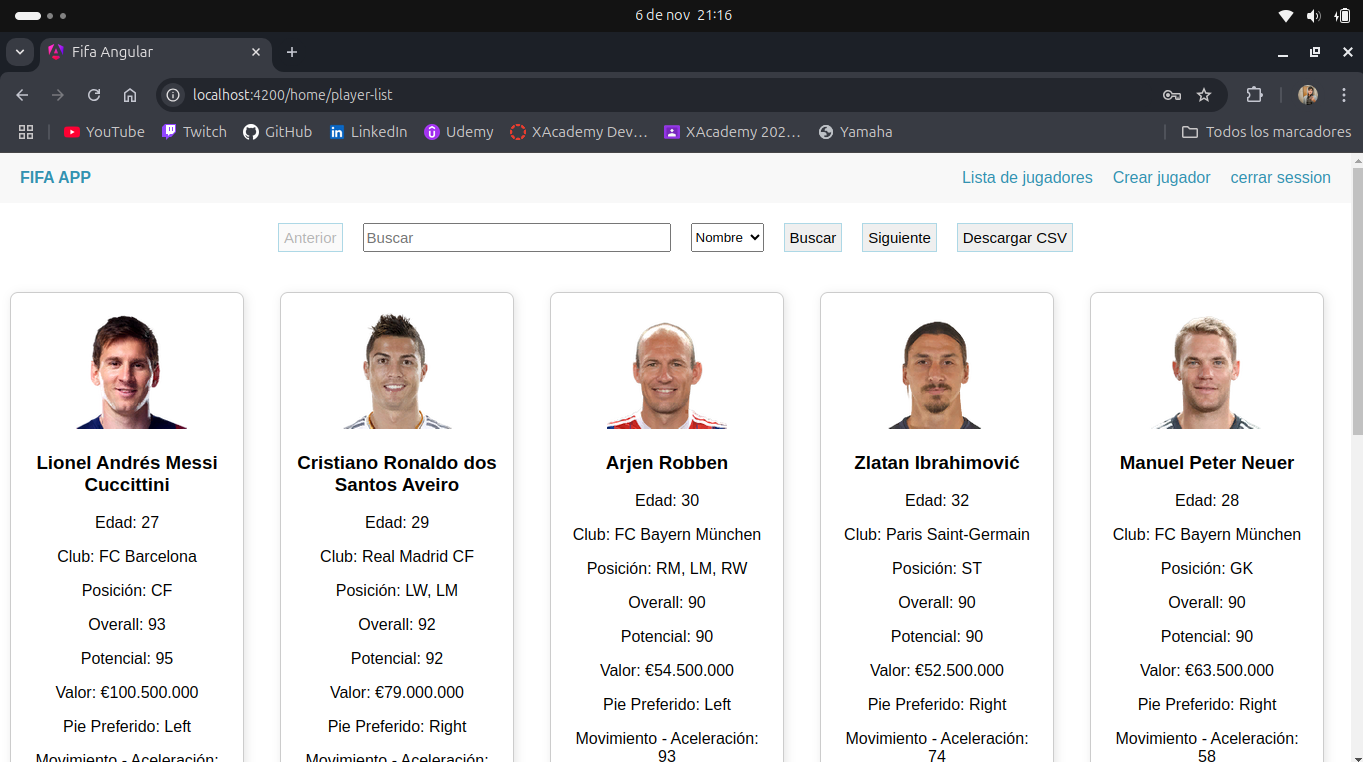 6 de nov 21:16
Fifa Angular
localhost:4200/home/player-list
YouTube Twitch GitHub LinkedIn Udemy XAcademy Dev... XAcademy 202... Yamaha Todos los marcadores
FIFA APP Lista de jugadores Crear jugador cerrar session
Anterior Buscar Nombre Buscar Siguiente Descargar CSV
Lionel Andrés Messi
Cuccittini
Edad: 27
Club: FC Barcelona
Posición: CF
Overall: 93
Potencial: 95
Valor: €100.500.000
Pie Preferido: Left
Movimiento - Aceleración:
Cristiano Ronaldo dos
Santos Aveiro
Edad: 29
Club: Real Madrid CF
Posición: LW, LM
Overall: 92
Potencial: 92
Valor: €79.000.000
Pie Preferido: Right
Movimiento - Aceleración:
Arjen Robben
Edad: 30
Club: FC Bayern München
Posición: RM, LM, RW
Overall: 90
Potencial: 90
Valor: €54.500.000
Pie Preferido: Left
Movimiento - Aceleración:
93
Zlatan Ibrahimović
Edad: 32
Club: Paris Saint-Germain
Posición: ST
Overall: 90
Potencial: 90
Valor: €52.500.000
Pie Preferido: Right
Movimiento - Aceleración:
74
Manuel Peter Neuer
Edad: 28
Club: FC Bayern München
Posición: GK
Overall: 90
Potencial: 90
Valor: €63.500.000
Pie Preferido: Right
Movimiento - Aceleración:
58